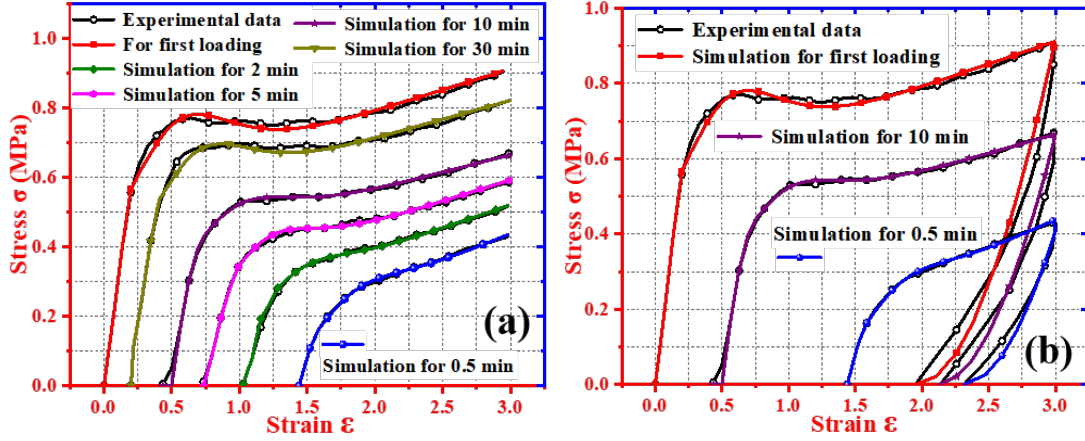 Experimental data
For first loading
Simulation for 2 min
Simulation for 5 min
Simulation for 10 min
Simulation for 30 min
Stress σ (MPa)
1.0
0.8
0.6
0.4
0.2
0.0
(a)
Simulation for 0.5 min
0.0 0.5 1.0 1.5 2.0 2.5 3.0
Strain ε
Experimental data
Simulation for first loading
Simulation for 10 min
Simulation for 0.5 min
Stress σ (MPa)
1.0
0.8
0.6
0.4
0.2
0.0
(b)
0.0 0.5 1.0 1.5 2.0 2.5 3.0
Strain ε